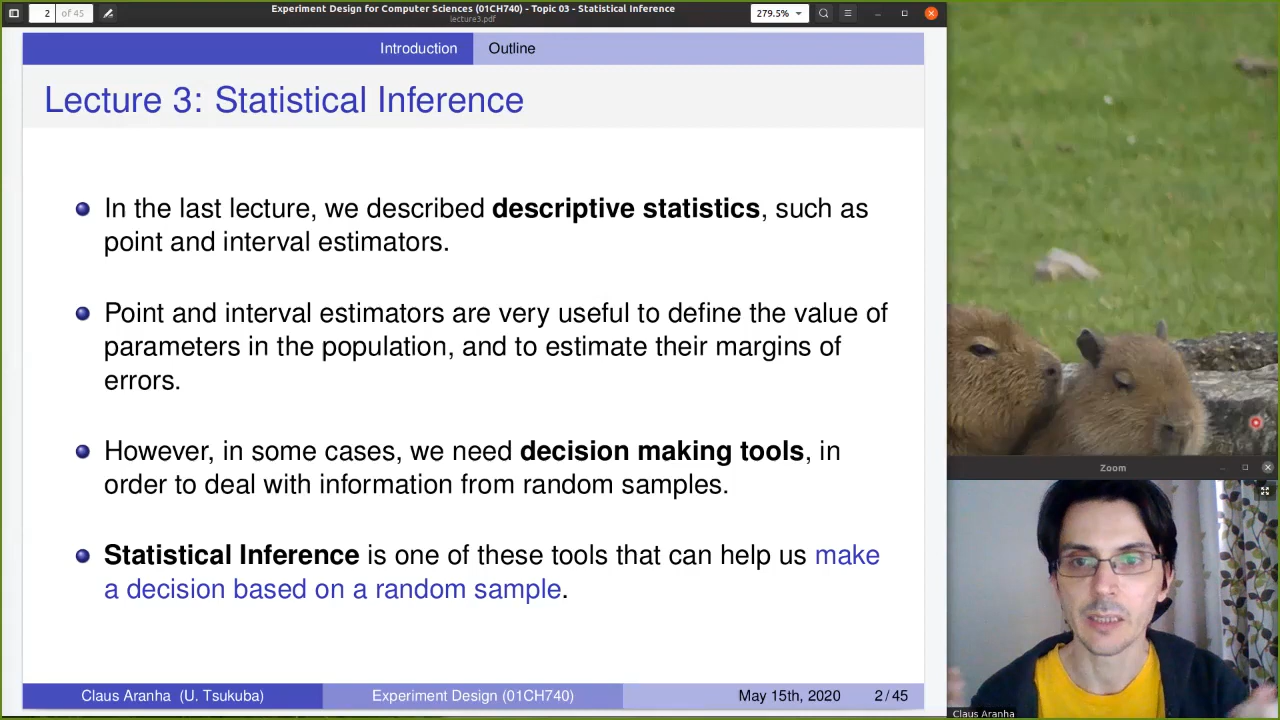 Experiment Design for Computer Sciences (01CH740) - Topic 03 - Statistical Inference
lecture3.pdf
2 of 45
279.5%
Introduction Outline
Lecture 3: Statistical Inference
In the last lecture, we described descriptive statistics, such as
point and interval estimators.
Point and interval estimators are very useful to define the value of
parameters in the population, and to estimate their margins of
errors.
However, in some cases, we need decision making tools, in
order to deal with information from random samples.
Statistical Inference is one of these tools that can help us make
a decision based on a random sample.
Claus Aranha (U. Tsukuba) Experiment Design (01CH740) May 15th, 2020 2/45
Zoom
Claus Aranha